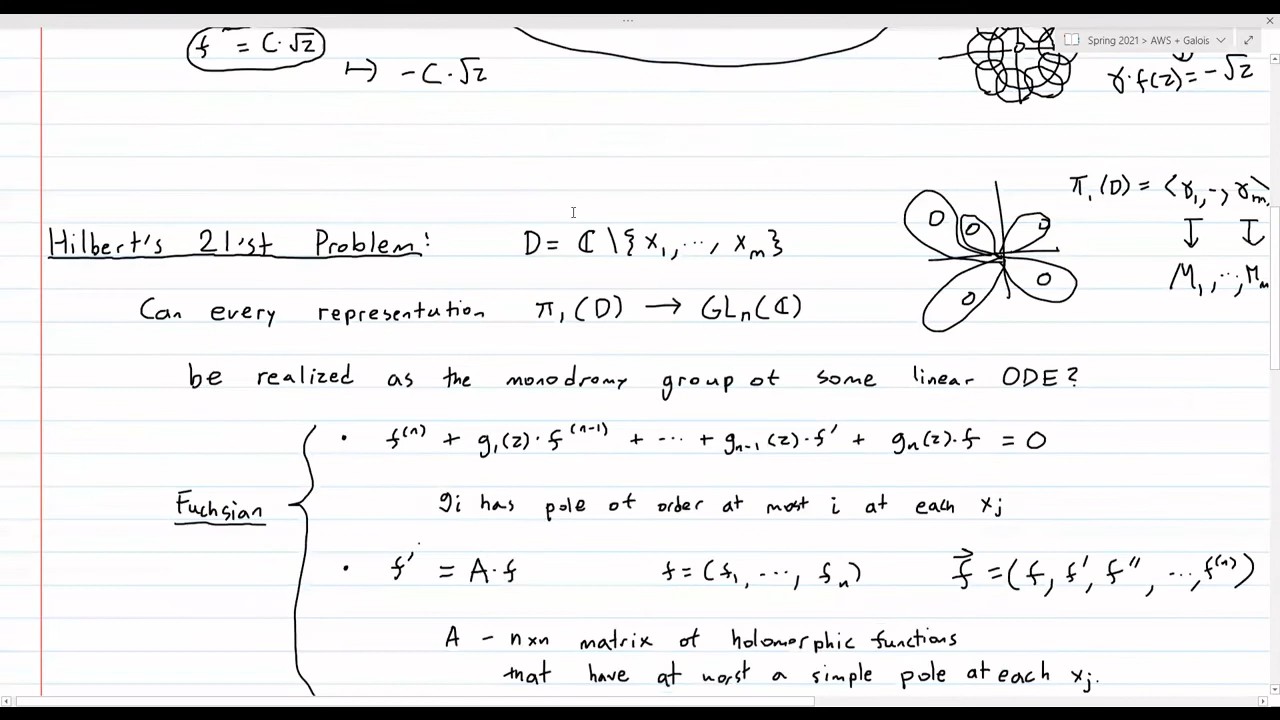 Spring 2021 > AWS + Galois
f = C·√z
↦ -C·√z
γ·f(z) = -√z
π₁(D) = ⟨γ₁, –, γₘ⟩
M₁, ⋯, Mₘ
Hilbert's 21'st Problem: D = ℂ \ {x₁, ⋯, xₘ}
Can every representation π₁(D) → GLₙ(ℂ)
be realized as the monodromy group of some linear ODE?
Fuchsian
• f⁽ⁿ⁾ + g₁(z)·f⁽ⁿ⁻¹⁾ + ⋯ + gₙ₋₁(z)·f' + gₙ(z)·f = 0
gᵢ has pole of order at most i at each xⱼ
• f' = A·f f = (f₁, ⋯, fₙ) f⃗ = (f, f', f'', ⋯, f⁽ⁿ⁾)
A - n×n matrix of holomorphic functions
that have at worst a simple pole at each xⱼ.